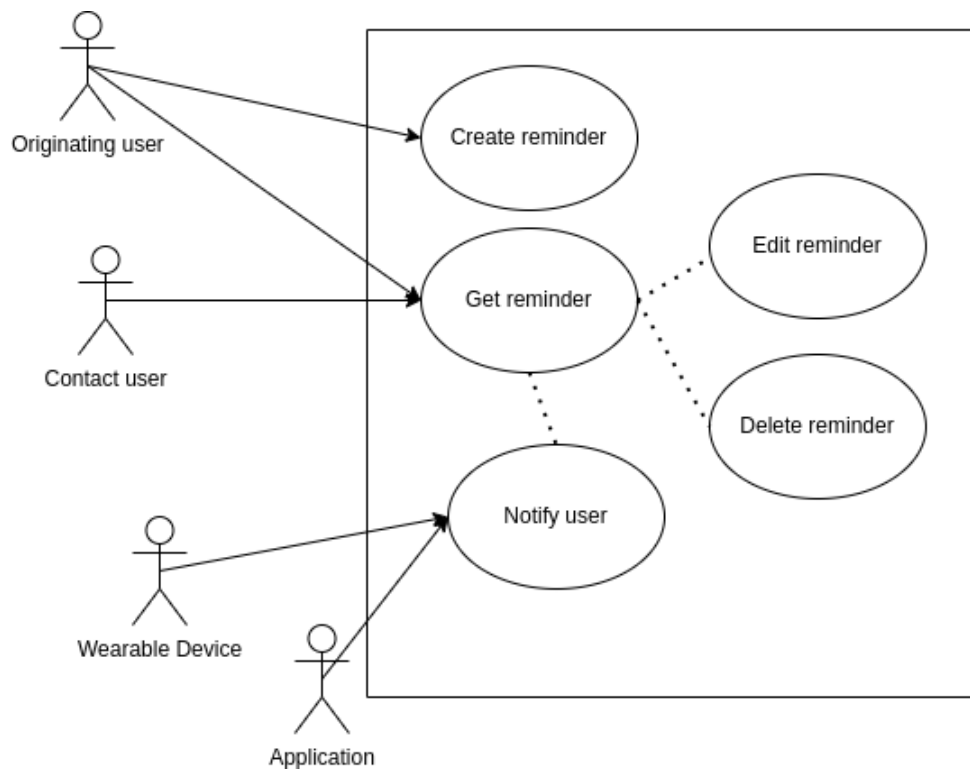 Originating user
Create reminder
Edit reminder
Get reminder
Contact user
Delete reminder
Notify user
Wearable Device
Application